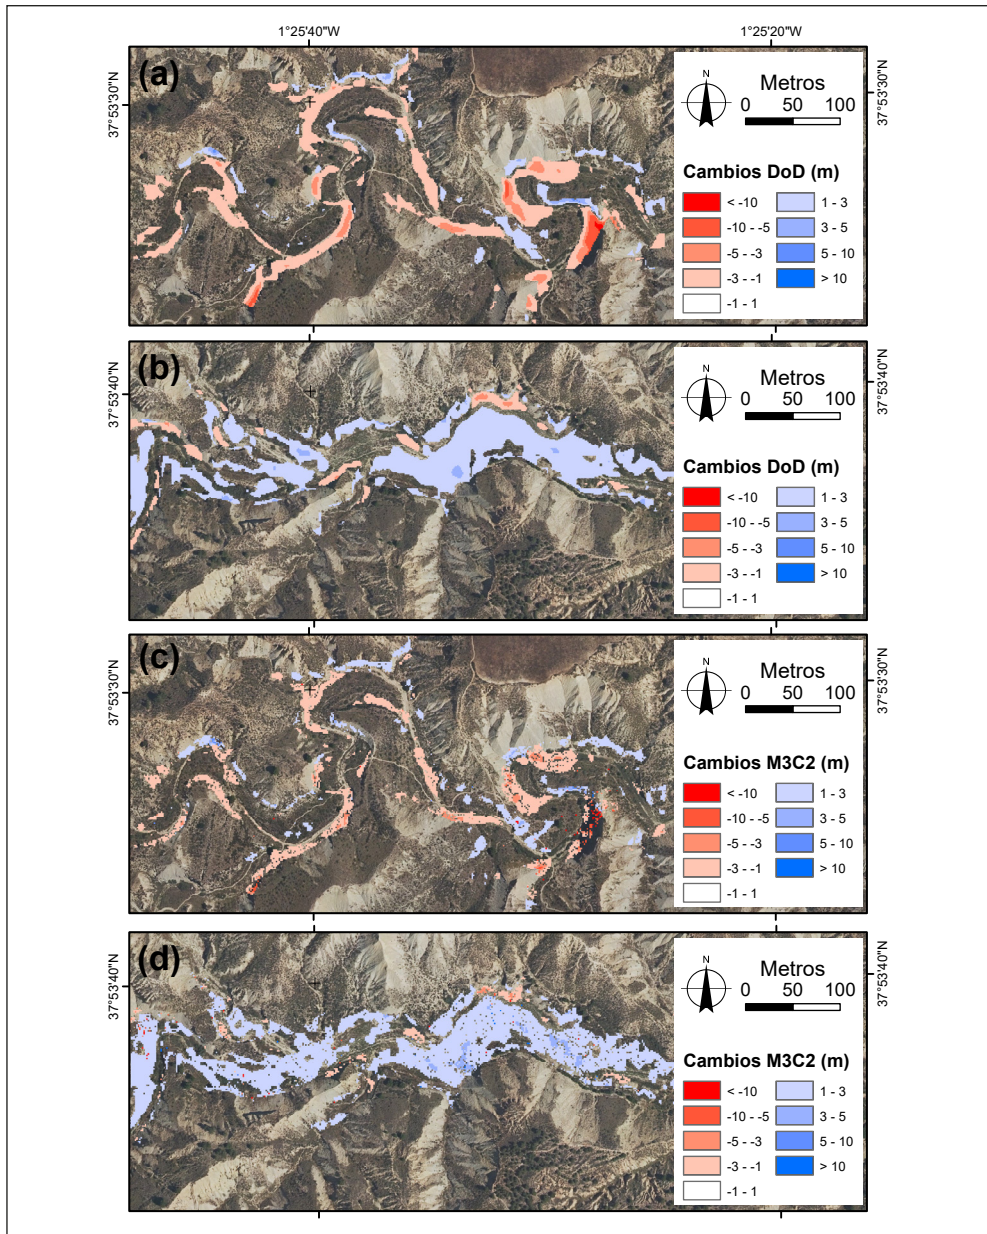 1°25'40"W
1°25'20"W
(a)
37°53'30"N
37°53'30"N
N
Metros
0 50 100
Cambios DoD (m)
< -10
1 - 3
-10 - -5
3 - 5
-5 - -3
5 - 10
-3 - -1
> 10
-1 - 1
(b)
37°53'40"N
37°53'40"N
N
Metros
0 50 100
Cambios DoD (m)
< -10
1 - 3
-10 - -5
3 - 5
-5 - -3
5 - 10
-3 - -1
> 10
-1 - 1
(c)
37°53'30"N
37°53'30"N
N
Metros
0 50 100
Cambios M3C2 (m)
< -10
1 - 3
-10 - -5
3 - 5
-5 - -3
5 - 10
-3 - -1
> 10
-1 - 1
(d)
37°53'40"N
37°53'40"N
N
Metros
0 50 100
Cambios M3C2 (m)
< -10
1 - 3
-10 - -5
3 - 5
-5 - -3
5 - 10
-3 - -1
> 10
-1 - 1